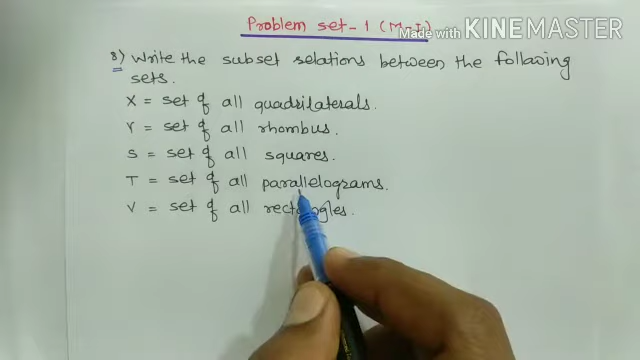 Problem set - 1 (M-I)
Made with KINEMASTER
8) Write the subset relations between the following
sets.
X = set of all quadrilaterals.
Y = set of all rhombus.
S = set of all squares.
T = set of all parallelograms.
V = set of all rectangles.